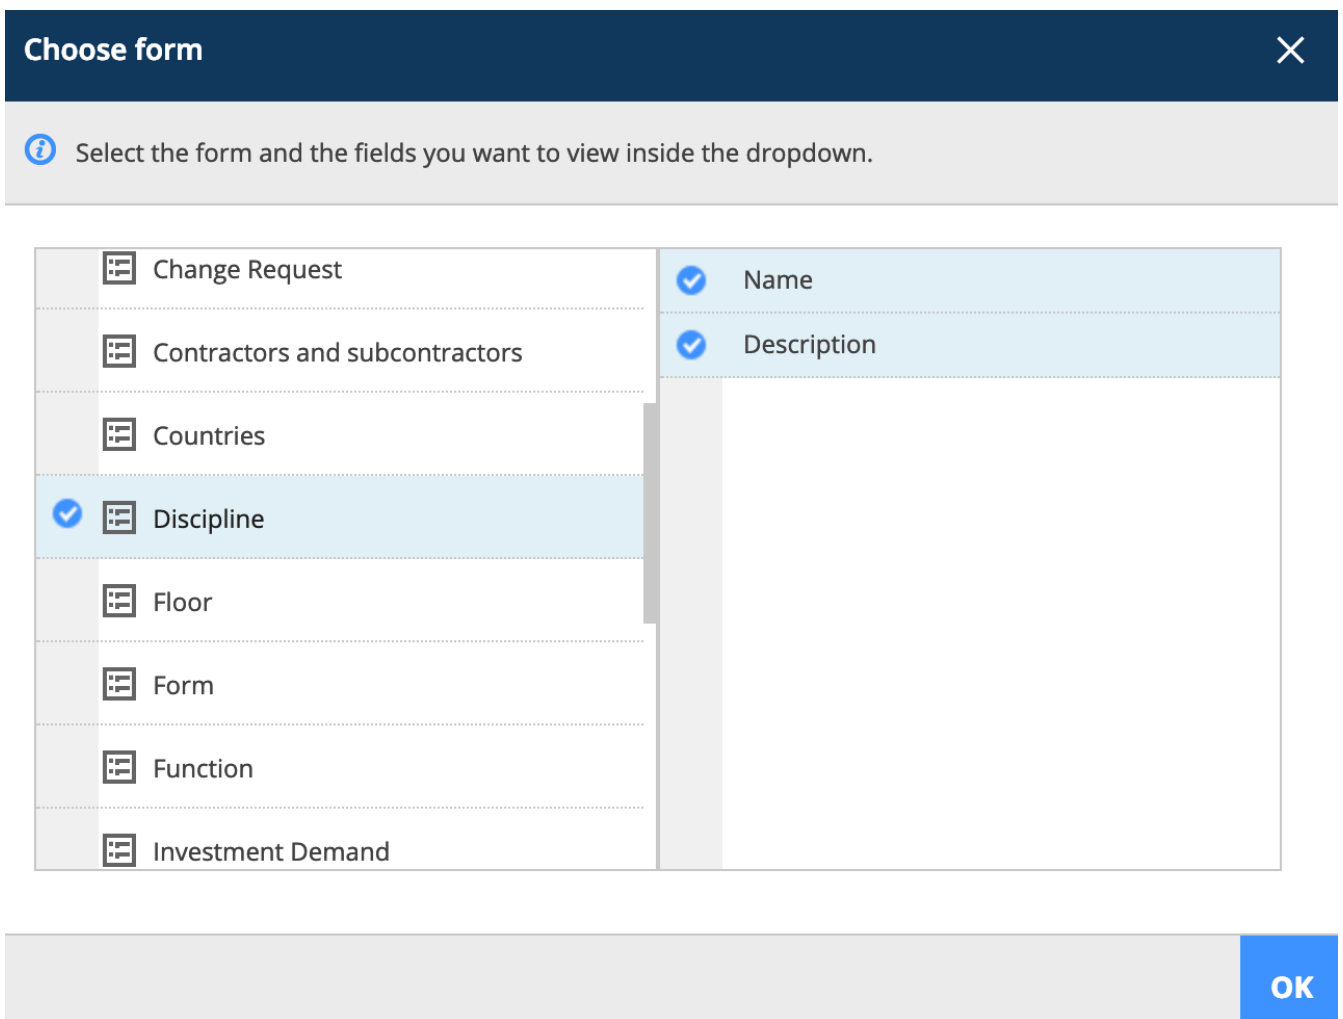 Choose form
Select the form and the fields you want to view inside the dropdown.
Change Request
Contractors and subcontractors
Countries
Discipline
Floor
Form
Function
Investment Demand
Name
Description
OK